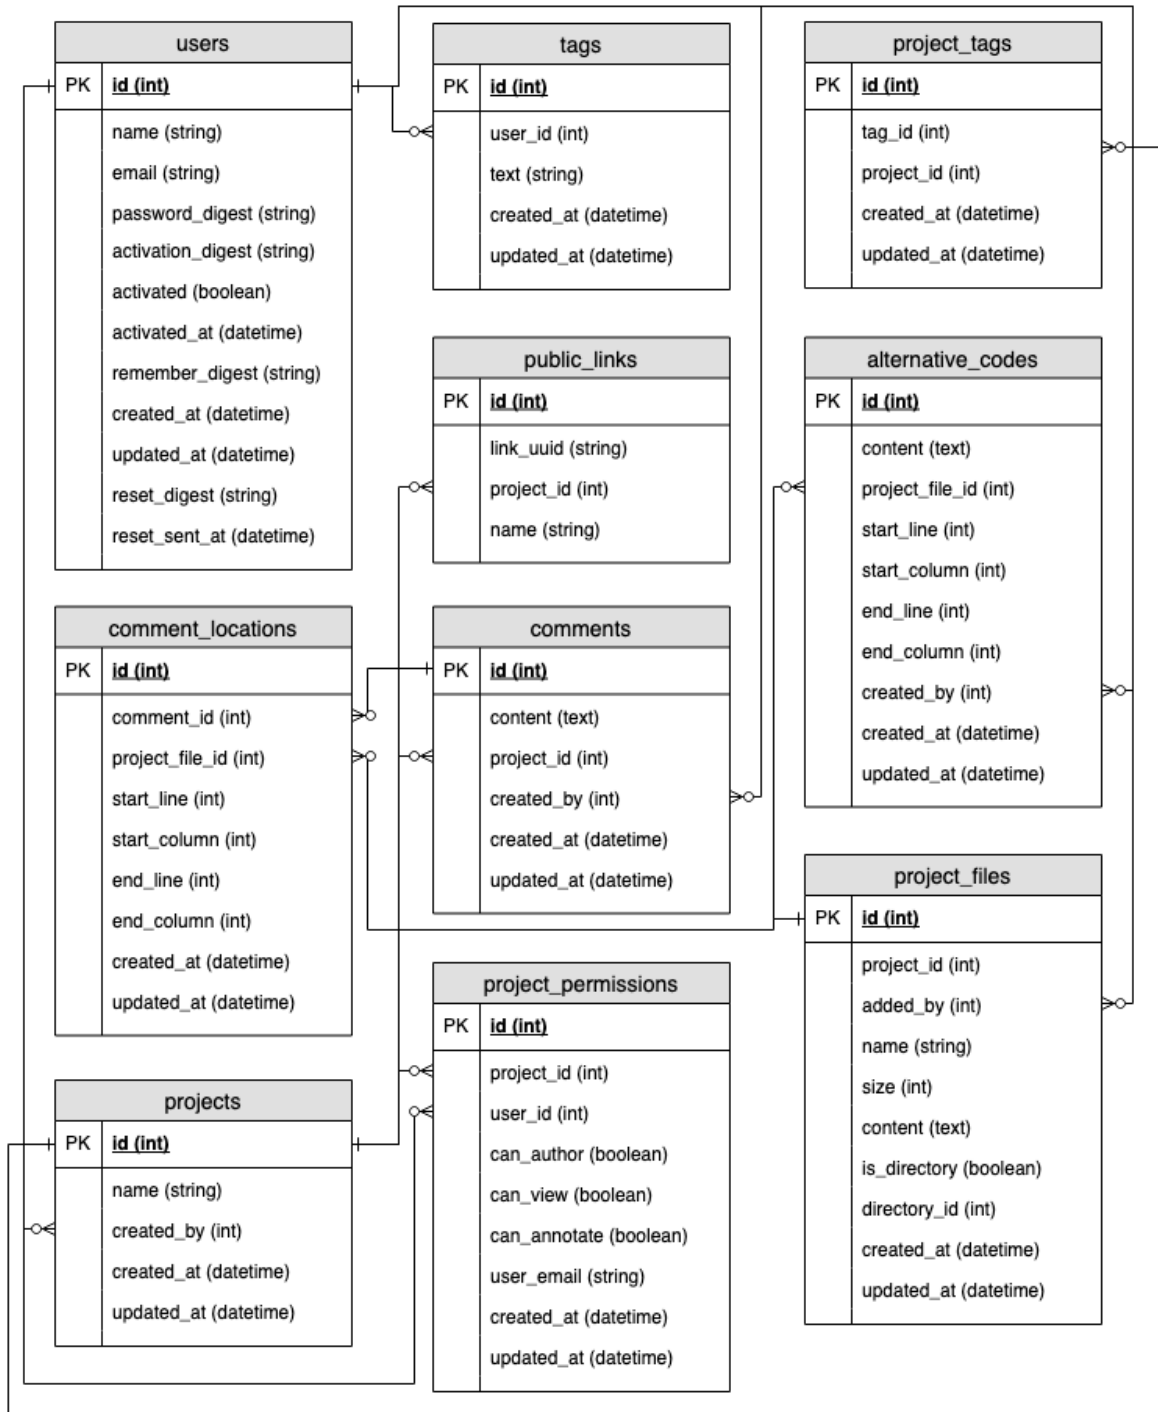 users
PK id (int)
name (string)
email (string)
password_digest (string)
activation_digest (string)
activated (boolean)
activated_at (datetime)
remember_digest (string)
created_at (datetime)
updated_at (datetime)
reset_digest (string)
reset_sent_at (datetime)
tags
PK id (int)
user_id (int)
text (string)
created_at (datetime)
updated_at (datetime)
project_tags
PK id (int)
tag_id (int)
project_id (int)
created_at (datetime)
updated_at (datetime)
public_links
PK id (int)
link_uuid (string)
project_id (int)
name (string)
alternative_codes
PK id (int)
content (text)
project_file_id (int)
start_line (int)
start_column (int)
end_line (int)
end_column (int)
created_by (int)
created_at (datetime)
updated_at (datetime)
comment_locations
PK id (int)
comment_id (int)
project_file_id (int)
start_line (int)
start_column (int)
end_line (int)
end_column (int)
created_at (datetime)
updated_at (datetime)
comments
PK id (int)
content (text)
project_id (int)
created_by (int)
created_at (datetime)
updated_at (datetime)
project_files
PK id (int)
project_id (int)
added_by (int)
name (string)
size (int)
content (text)
is_directory (boolean)
directory_id (int)
created_at (datetime)
updated_at (datetime)
project_permissions
PK id (int)
project_id (int)
user_id (int)
can_author (boolean)
can_view (boolean)
can_annotate (boolean)
user_email (string)
created_at (datetime)
updated_at (datetime)
projects
PK id (int)
name (string)
created_by (int)
created_at (datetime)
updated_at (datetime)